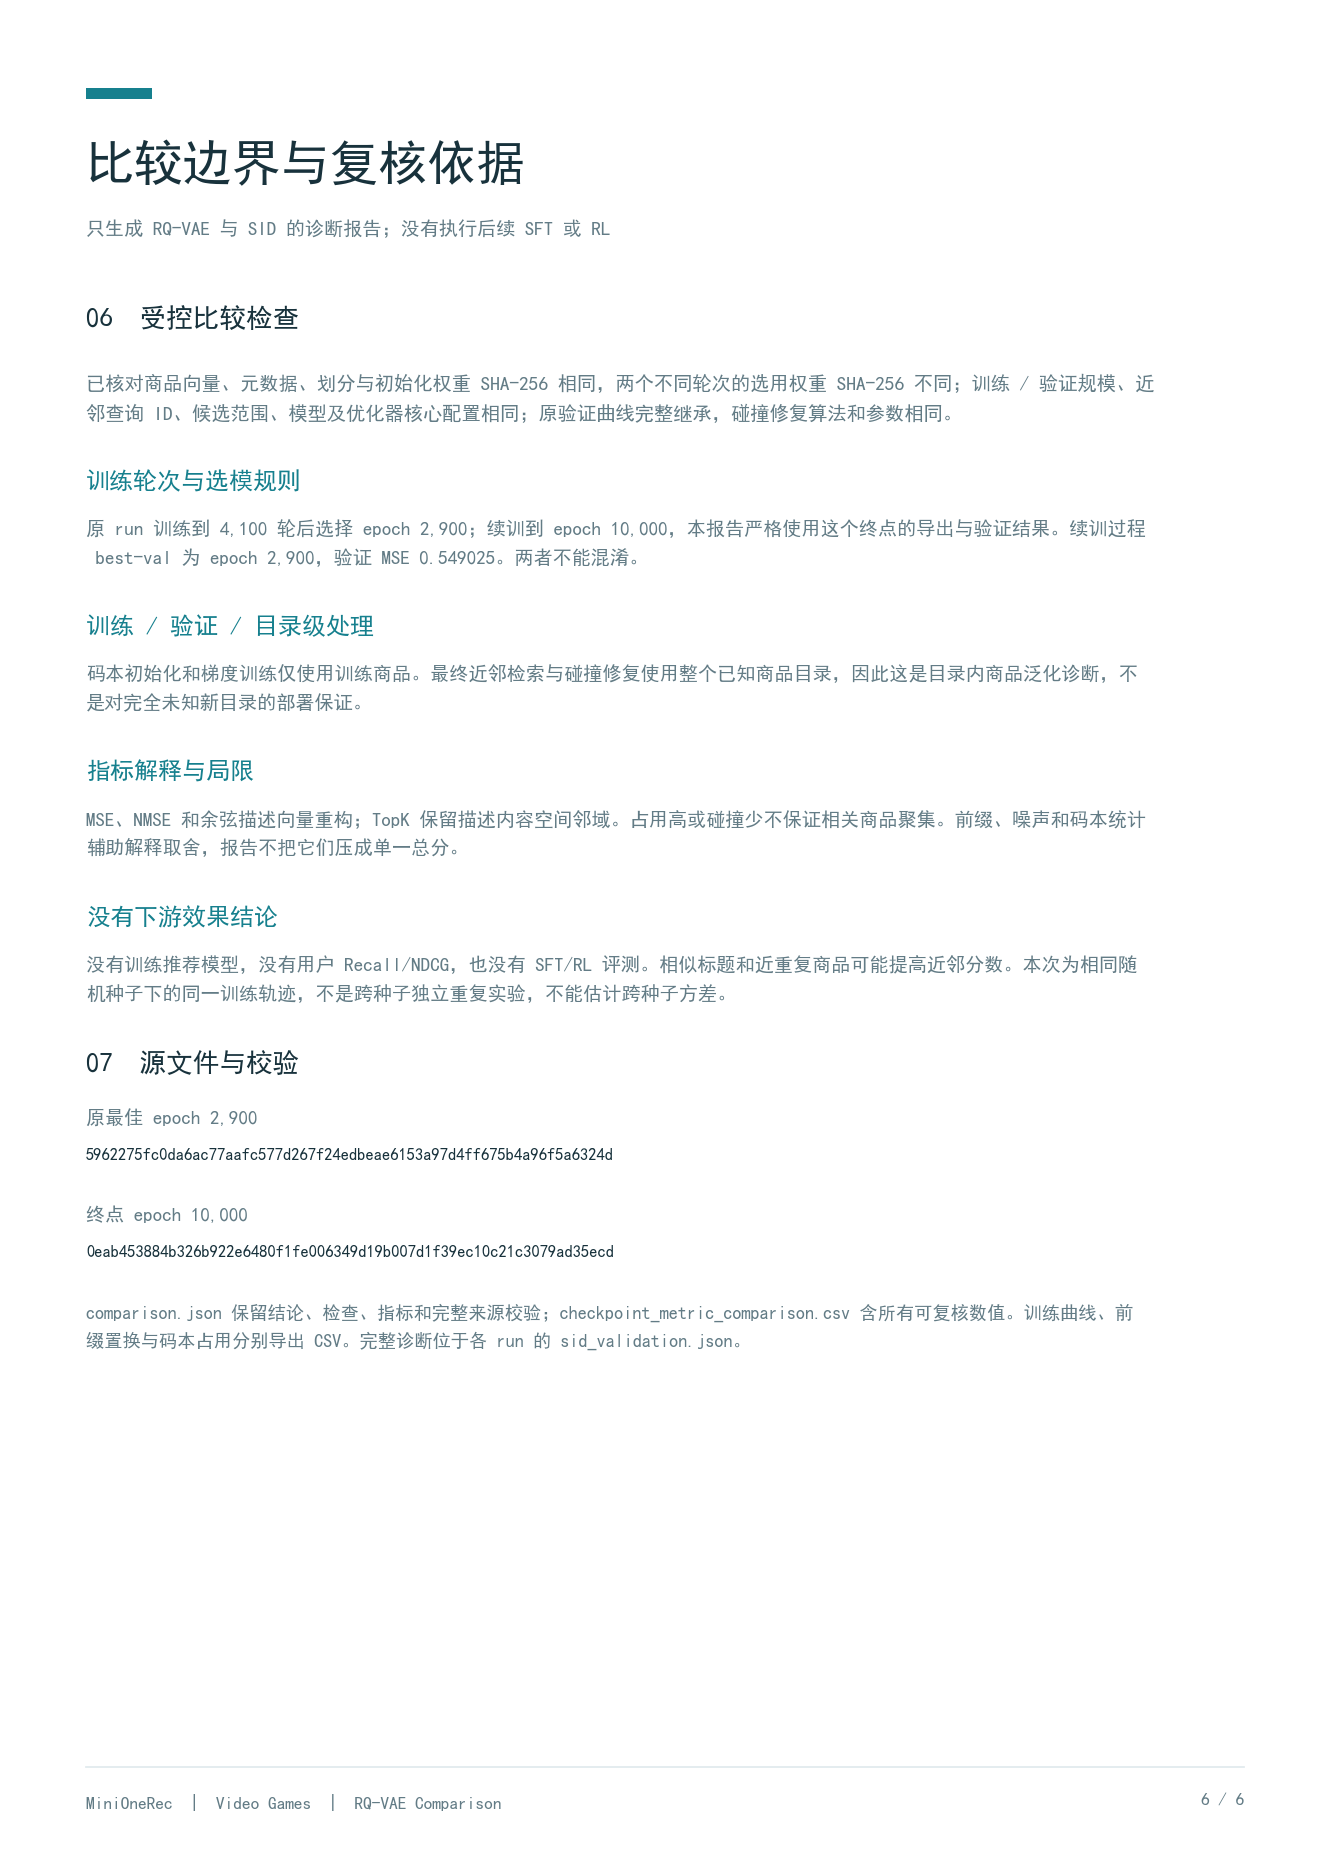 比较边界与复核依据
只生成 RQ-VAE 与 SID 的诊断报告；没有执行后续 SFT 或 RL
06 受控比较检查
已核对商品向量、元数据、划分与初始化权重 SHA-256 相同，两个不同轮次的选用权重 SHA-256 不同；训练 / 验证规模、近
邻查询 ID、候选范围、模型及优化器核心配置相同；原验证曲线完整继承，碰撞修复算法和参数相同。
训练轮次与选模规则
原 run 训练到 4,100 轮后选择 epoch 2,900；续训到 epoch 10,000，本报告严格使用这个终点的导出与验证结果。续训过程
best-val 为 epoch 2,900，验证 MSE 0.549025。两者不能混淆。
训练 / 验证 / 目录级处理
码本初始化和梯度训练仅使用训练商品。最终近邻检索与碰撞修复使用整个已知商品目录，因此这是目录内商品泛化诊断，不
是对完全未知新目录的部署保证。
指标解释与局限
MSE、NMSE 和余弦描述向量重构；TopK 保留描述内容空间邻域。占用高或碰撞少不保证相关商品聚集。前缀、噪声和码本统计
辅助解释取舍，报告不把它们压成单一总分。
没有下游效果结论
没有训练推荐模型，没有用户 Recall/NDCG，也没有 SFT/RL 评测。相似标题和近重复商品可能提高近邻分数。本次为相同随
机种子下的同一训练轨迹，不是跨种子独立重复实验，不能估计跨种子方差。
07 源文件与校验
原最佳 epoch 2,900
5962275fc0da6ac77aafc577d267f24edbeae6153a97d4ff675b4a96f5a6324d
终点 epoch 10,000
0eab453884b326b922e6480f1fe006349d19b007d1f39ec10c21c3079ad35ecd
comparison.json 保留结论、检查、指标和完整来源校验；checkpoint_metric_comparison.csv 含所有可复核数值。训练曲线、前
缀置换与码本占用分别导出 CSV。完整诊断位于各 run 的 sid_validation.json。
MiniOneRec | Video Games | RQ-VAE Comparison
6 / 6